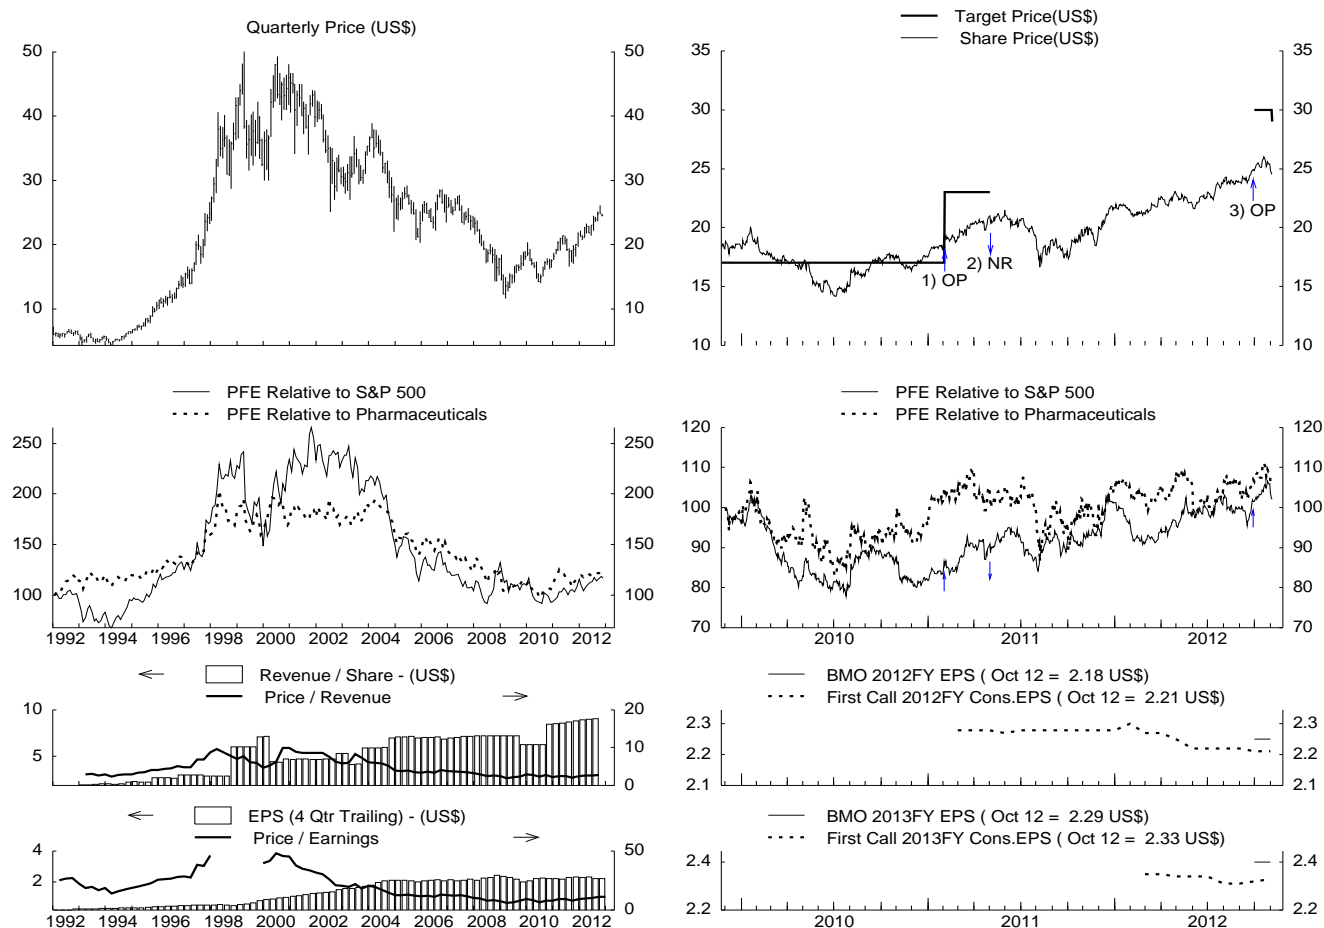 Quarterly Price (US$)
50
50
40
40
30
30
20
20
10
10
Target Price(US$)
Share Price(US$)
35
35
30
30
25
25
20
20
15
15
10
10
1) OP
2) NR
3) OP
PFE Relative to S&P 500
PFE Relative to Pharmaceuticals
250
250
200
200
150
150
100
100
1992 1994 1996 1998 2000 2002 2004 2006 2008 2010 2012
PFE Relative to S&P 500
PFE Relative to Pharmaceuticals
120
120
110
110
100
100
90
90
80
80
70
70
2010 2011 2012
Revenue / Share - (US$)
Price / Revenue
10
20
5
10
0
BMO 2012FY EPS ( Oct 12 = 2.18 US$)
First Call 2012FY Cons.EPS ( Oct 12 = 2.21 US$)
2.3
2.3
2.2
2.2
2.1
2.1
EPS (4 Qtr Trailing) - (US$)
Price / Earnings
4
50
2
0
1992 1994 1996 1998 2000 2002 2004 2006 2008 2010 2012
BMO 2013FY EPS ( Oct 12 = 2.29 US$)
First Call 2013FY Cons.EPS ( Oct 12 = 2.33 US$)
2.4
2.4
2.2
2.2
2010 2011 2012